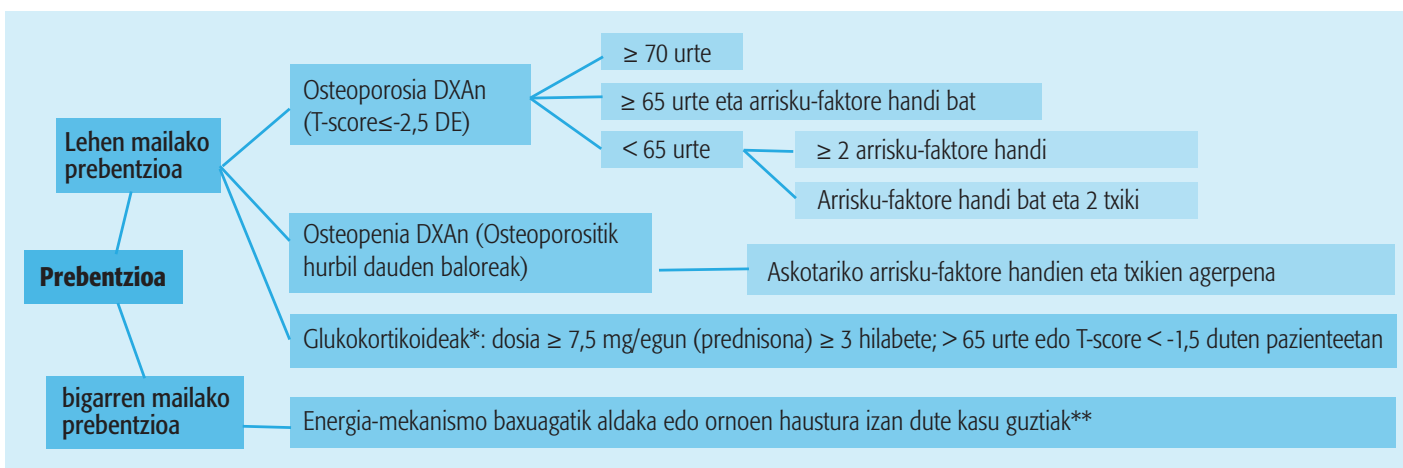 Prebentzioa
Lehen mailako
prebentzioa
Osteoporosia DXAn
(T-score≤-2,5 DE)
≥ 70 urte
≥ 65 urte eta arrisku-faktore handi bat
< 65 urte
≥ 2 arrisku-faktore handi
Arrisku-faktore handi bat eta 2 txiki
Osteopenia DXAn (Osteoporositik
hurbil dauden baloreak)
Askotariko arrisku-faktore handien eta txikien agerpena
Glukokortikoideak*: dosia ≥ 7,5 mg/egun (prednisona) ≥ 3 hilabete; > 65 urte edo T-score < -1,5 duten pazienteetan
bigarren mailako
prebentzioa
Energia-mekanismo baxuagatik aldaka edo ornoen haustura izan dute kasu guztiak**